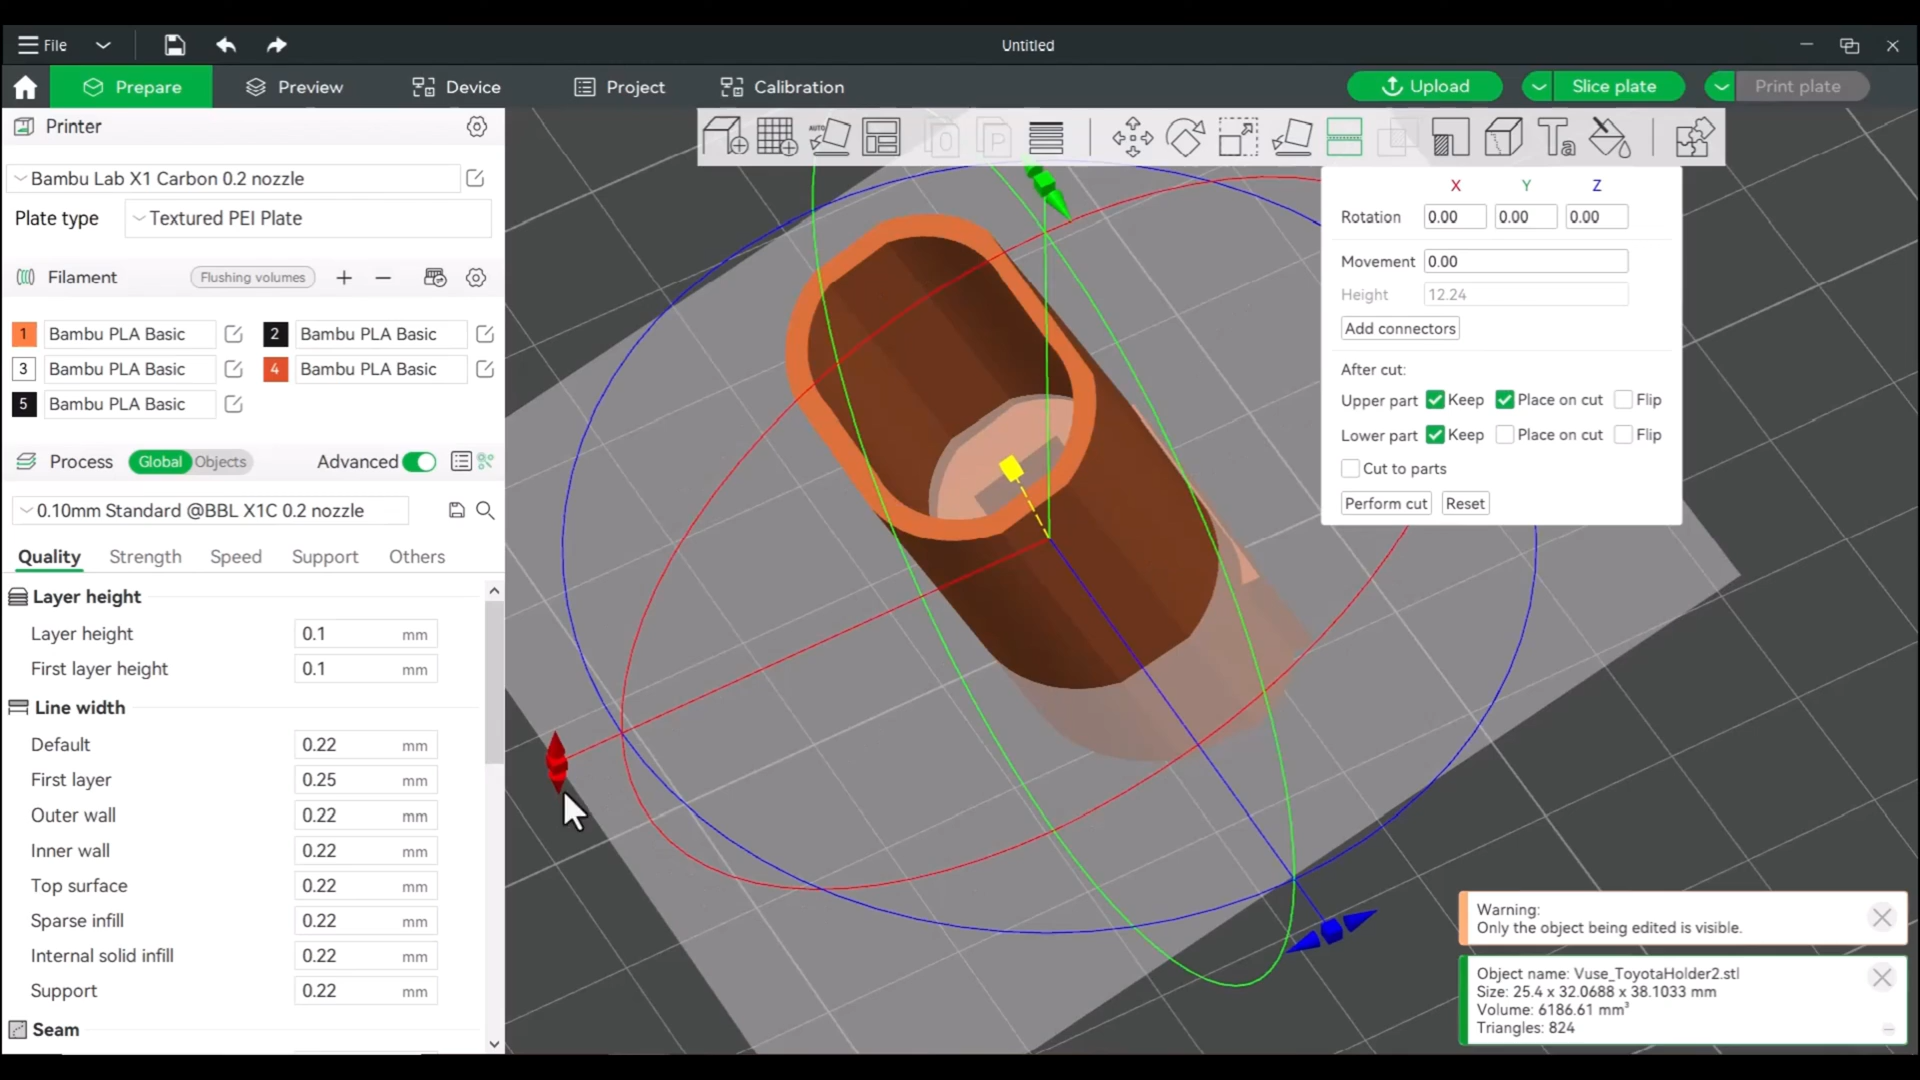 File
Untitled
Prepare
Preview
Device
Project
Calibration
Upload
Slice plate
Print plate
Printer
Bambu Lab X1 Carbon 0.2 nozzle
Plate type
Textured PEI Plate
Filament
Flushing volumes
1 Bambu PLA Basic
2 Bambu PLA Basic
3 Bambu PLA Basic
4 Bambu PLA Basic
5 Bambu PLA Basic
Process
Global
Objects
Advanced
0.10mm Standard @BBL X1C 0.2 nozzle
Quality
Strength
Speed
Support
Others
Layer height
Layer height 0.1 mm
First layer height 0.1 mm
Line width
Default 0.22 mm
First layer 0.25 mm
Outer wall 0.22 mm
Inner wall 0.22 mm
Top surface 0.22 mm
Sparse infill 0.22 mm
Internal solid infill 0.22 mm
Support 0.22 mm
Seam
AUTO
O
P
Ta
X Y Z
Rotation 0.00 0.00 0.00
Movement 0.00
Height 12.24
Add connectors
After cut:
Upper part Keep Place on cut Flip
Lower part Keep Place on cut Flip
Cut to parts
Perform cut
Reset
Warning:
Only the object being edited is visible.
Object name: Vuse_ToyotaHolder2.stl
Size: 25.4 x 32.0688 x 38.1033 mm
Volume: 6186.61 mm³
Triangles: 824